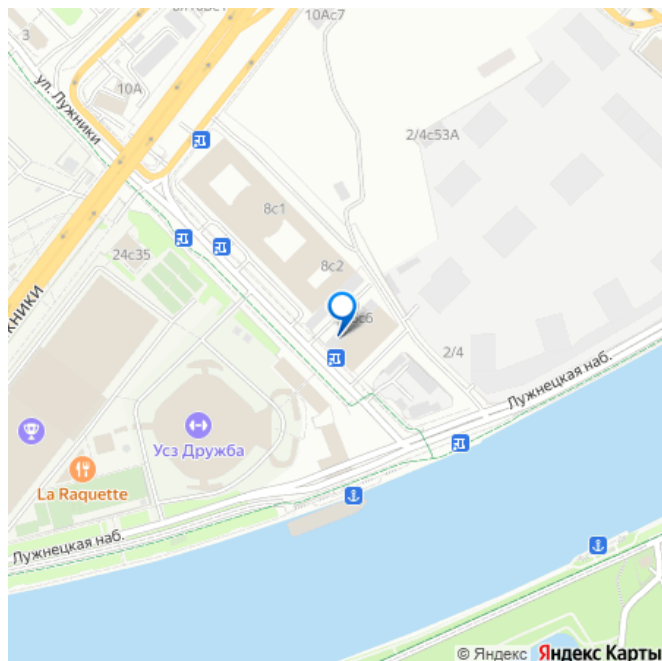 10Ас7
3
ул. Лужники
10А
2/4с53А
8с1
24с35
8с2
2/4
Лужнецкая наб.
Усз Дружба
La Raquette
Лужнецкая наб.
© Яндекс Яндекс Карты